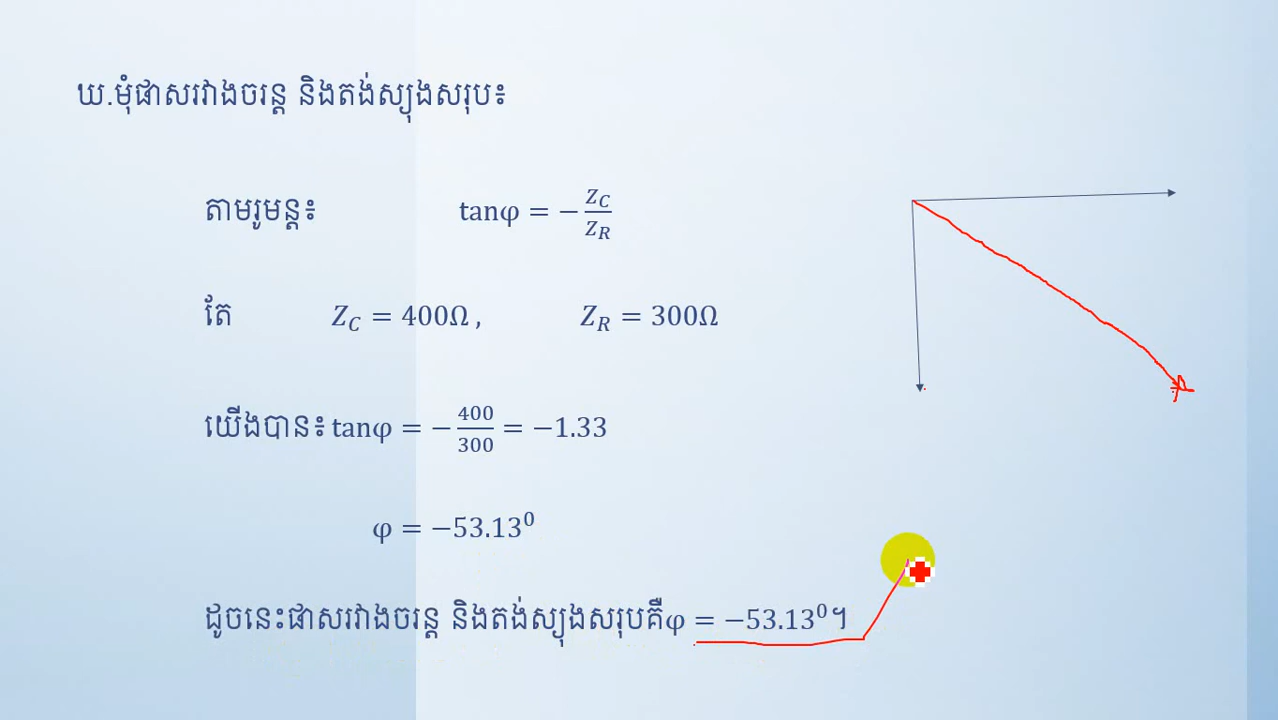 ឃ.មុំផាសរវាងចរន្ត និងតង់ស្យុងសរុប៖
តាមរូមន្ត៖ tanφ = −Z_C/Z_R
តែ Z_C = 400Ω , Z_R = 300Ω
យើងបាន៖ tanφ = −400/300 = −1.33
φ = −53.13⁰
ដូចនេះផាសរវាងចរន្ត និងតង់ស្យុងសរុបគឺφ = −53.13⁰។